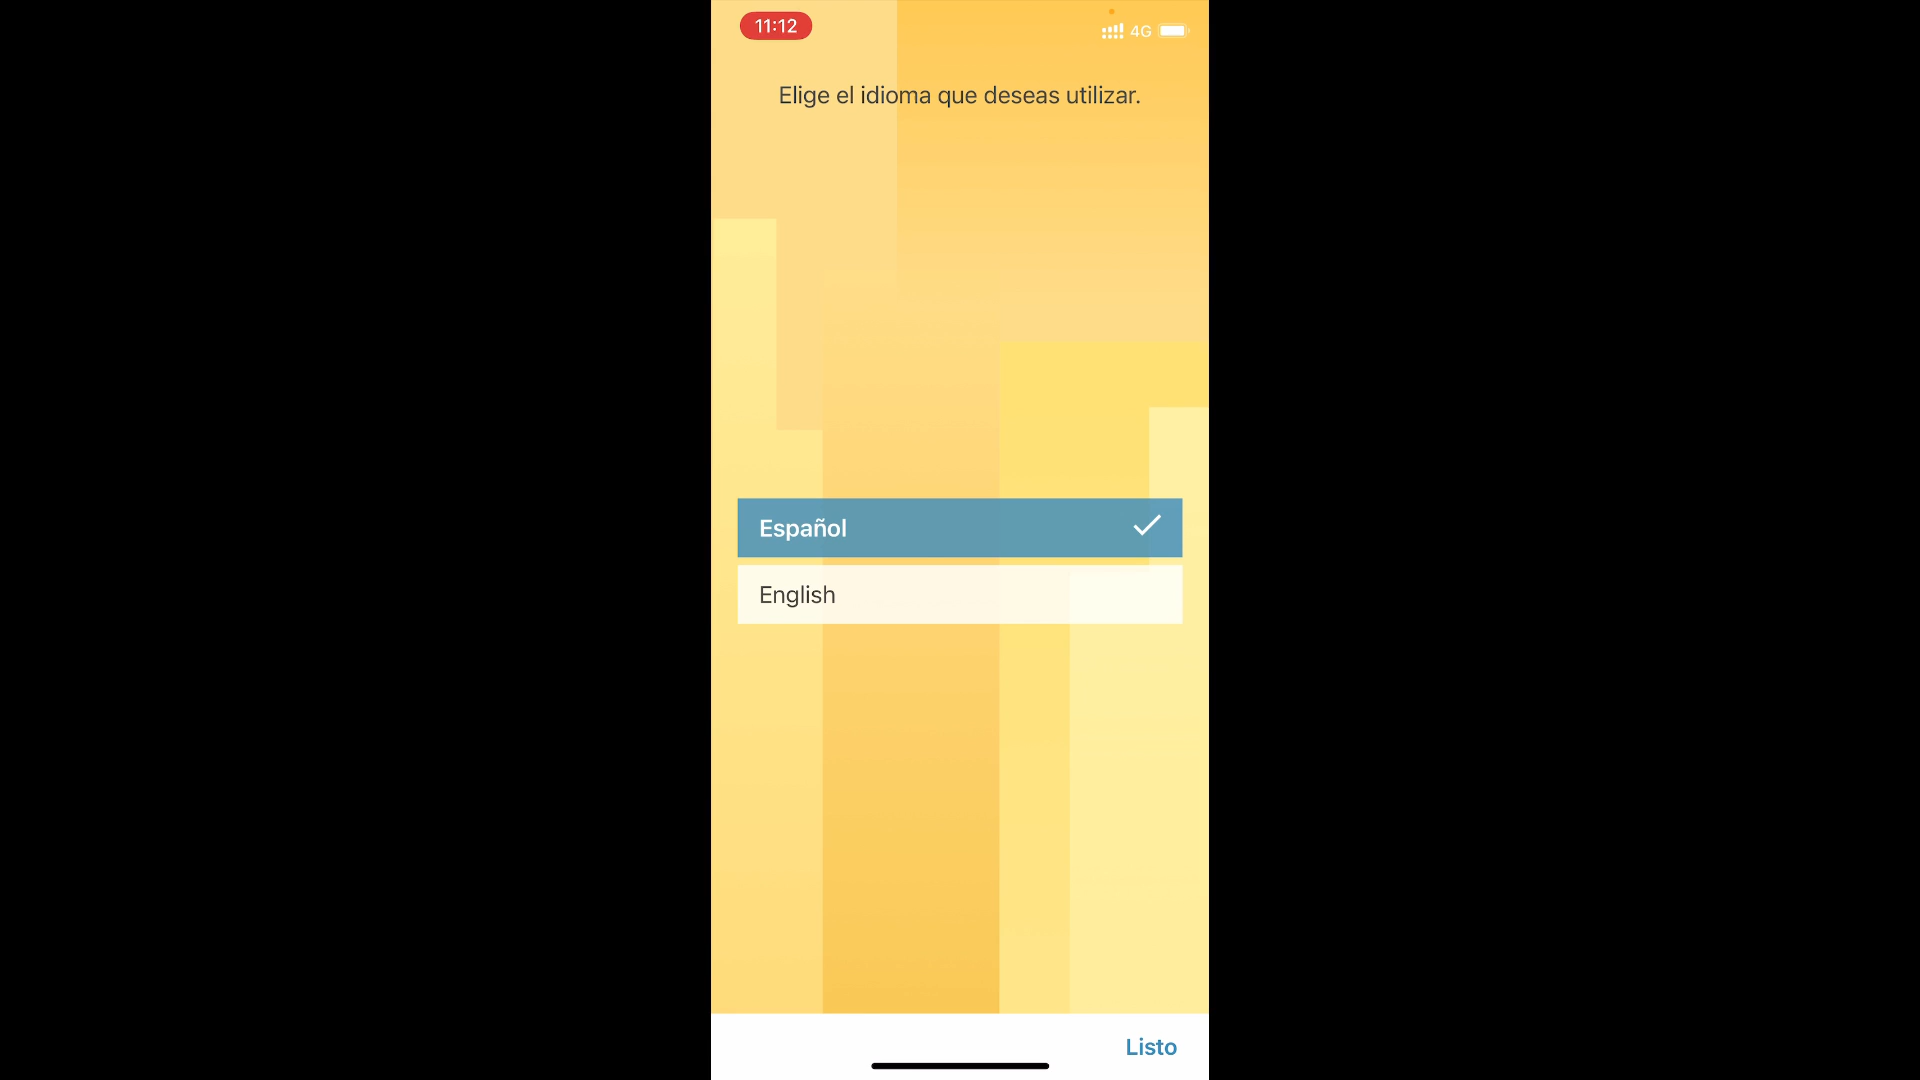 11:12
4G
Elige el idioma que deseas utilizar.
Español
English
Listo